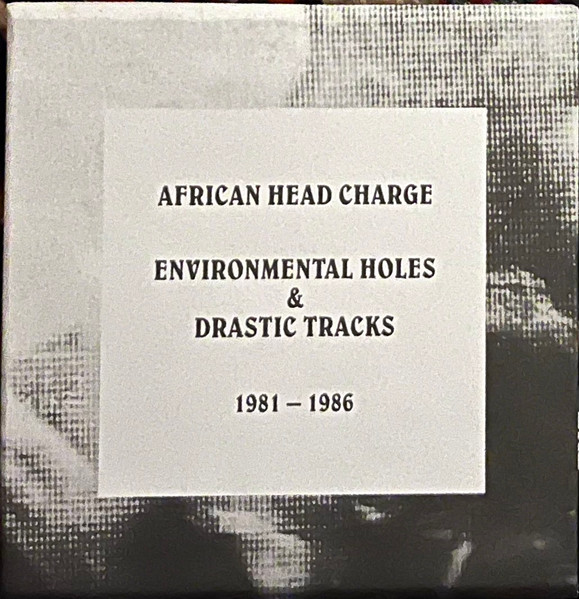 AFRICAN HEAD CHARGE
ENVIRONMENTAL HOLES
&
DRASTIC TRACKS
1981 – 1986